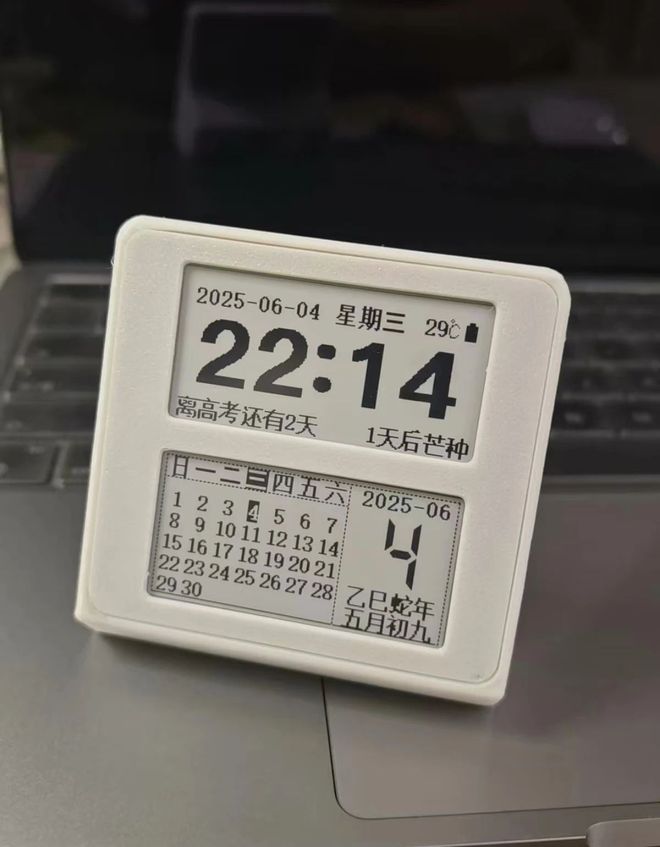 2025-06-04 星期三 29℃
22:14
离高考还有2天 1天后芒种
日一二三四五六
1 2 3 4 5 6 7
8 9 10 11 12 13 14
15 16 17 18 19 20 21
22 23 24 25 26 27 28
29 30
2025-06
4
乙巳蛇年
五月初九